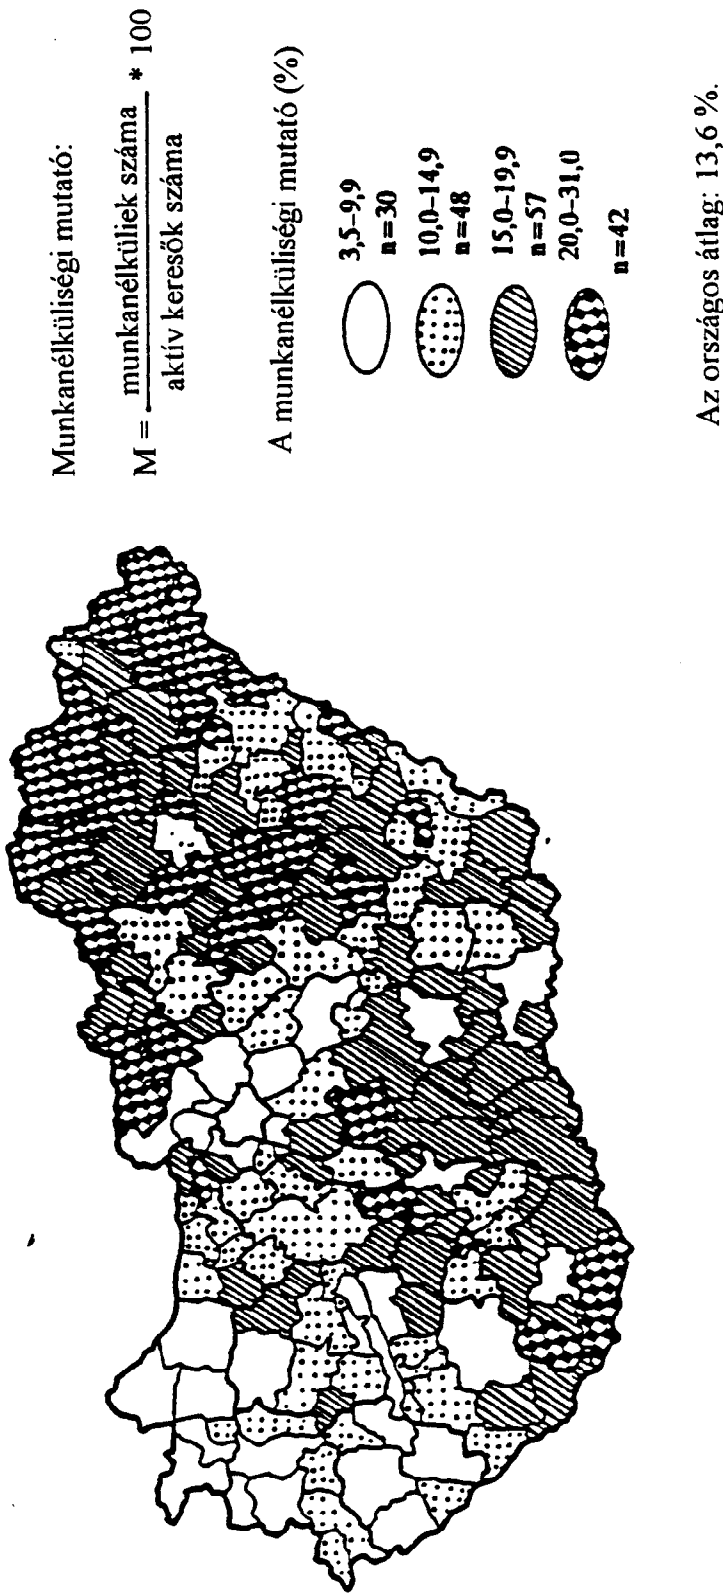 Munkanélküliségi mutató:
M = munkanélküliek száma * 100
aktív keresők száma
A munkanélküliségi mutató (%)
3,5–9,9
n=30
10,0–14,9
n=48
15,0–19,9
n=57
20,0–31,0
n=42
Az országos átlag: 13,6 %.